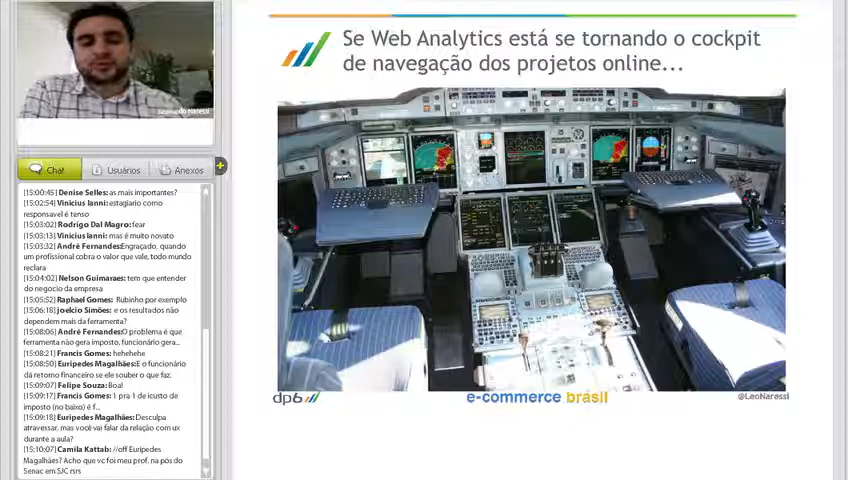 Leonardo Naressi
Chat
Usuários
Anexos
[15:00:45] Denise Selles: as mais importantes?
[15:02:54] Vinicius Ianni: estagiario como
responsavel é tenso
[15:03:02] Rodrigo Dal Magro: fear
[15:03:13] Vinicius Ianni: mas é muito novato
[15:03:32] André Fernandes:Engraçado, quando
um profissional cobra o valor que vale, todo mundo
reclara
[15:04:02] Nelson Guimaraes: tem que entender
do negocio da empresa
[15:05:52] Raphael Gomes: Rubinho por exemplo
[15:06:18] joelcio Simões: e os resultados não
dependem mais da ferramenta?
[15:08:06] André Fernandes:O problema é que
ferramenta não gera imposto, funcionário gera...
[15:08:21] Francis Gomes: hehehehe
[15:08:50] Euripedes Magalhães:E o funcionário
dá retorno financeiro se ele souber o que faz.
[15:09:07] Felipe Souza: Boa!
[15:09:17] Francis Gomes: 1 pra 1 de icusto de
imposto (no baixo) é f...
[15:09:18] Euripedes Magalhães: Desculpa
atravessar, mas você vai falar da relação com ux
durante a aula?
[15:10:07] Camila Kattab: //off Euripedes
Magalhães? Acho que vc foi meu prof. na pós do
Senac em SJC rsrs
Se Web Analytics está se tornando o cockpit
de navegação dos projetos online...
dp6
e-commerce brasil
@LeoNaressi